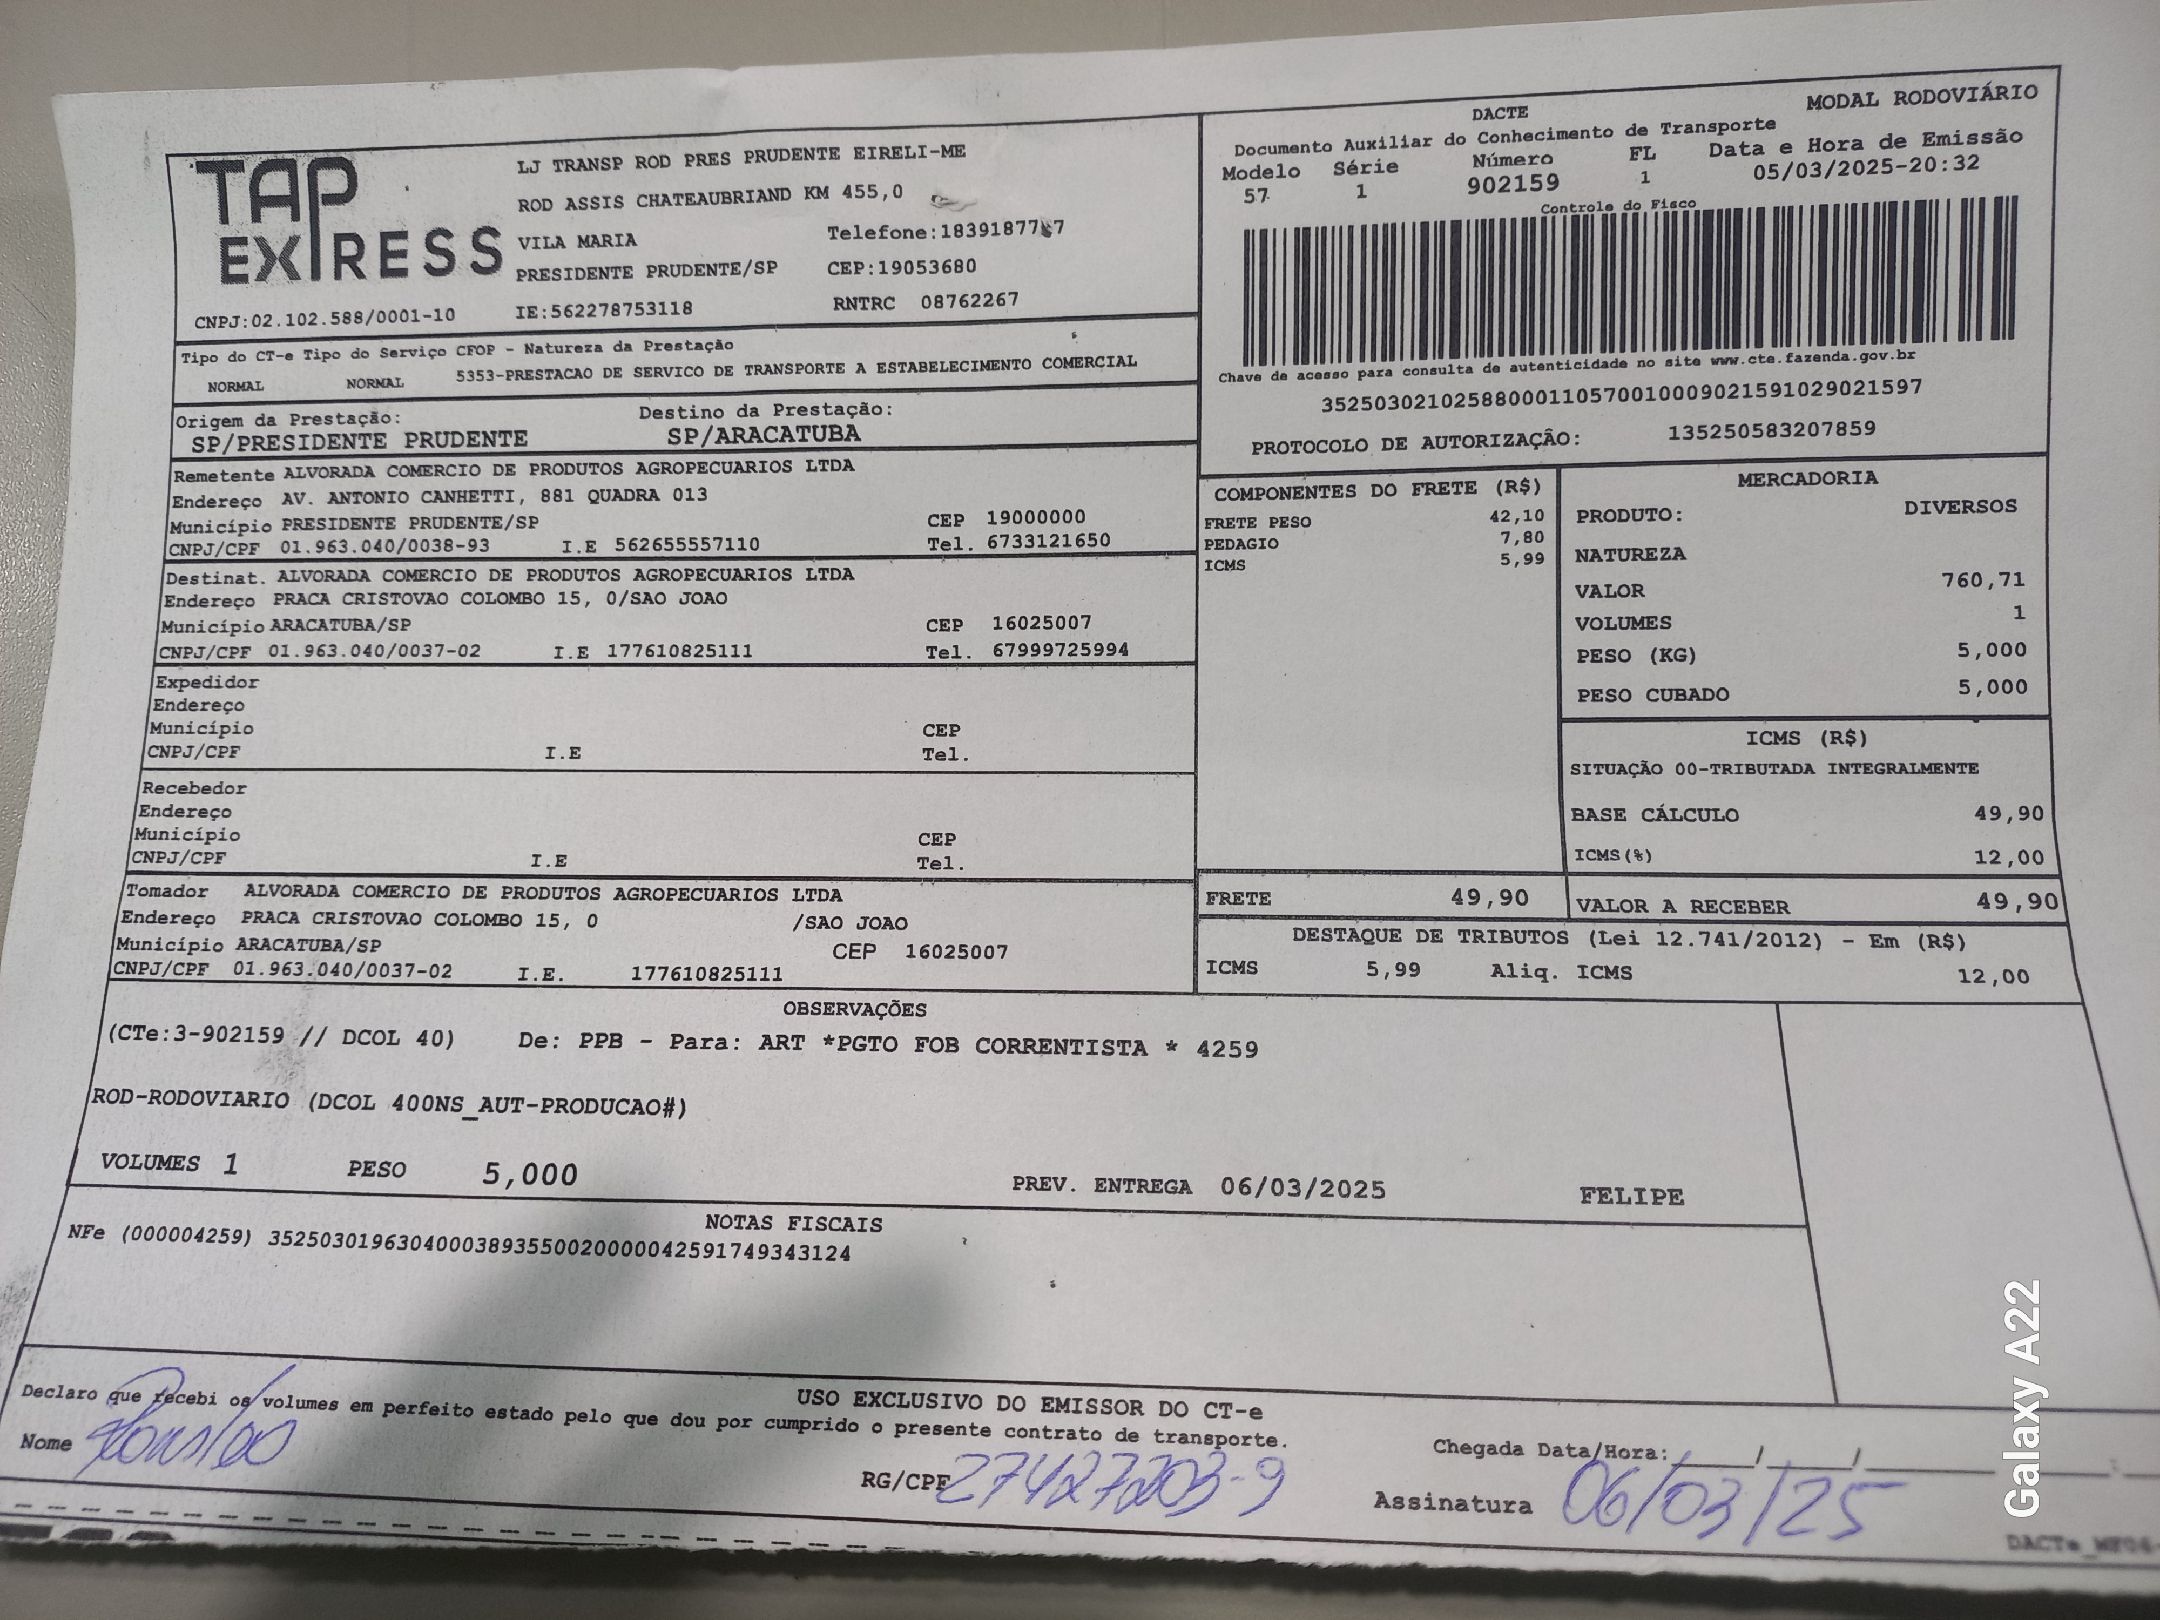 TAP EXPRESS
LJ TRANSP ROD PRES PRUDENTE EIRELI-ME
ROD ASSIS CHATEAUBRIAND KM 455,0
VILA MARIA Telefone:
PRESIDENTE PRUDENTE/SP CEP:19053680
CNPJ:02.102.588/0001-10 IE:562278753118 RNTRC 08762267
DACTE MODAL RODOVIÁRIO
Documento Auxiliar do Conhecimento de Transporte
Modelo Série Número FL Data e Hora de Emissão
57 1 902159 1 05/03/2025-20:32
Controle do Fisco
Chave de acesso para consulta de autenticidade no site www.cte.fazenda.gov.br
35250302102588000110570010009021591029021597
PROTOCOLO DE AUTORIZAÇÃO: 135250583207859
Tipo do CT-e Tipo do Serviço CFOP - Natureza da Prestação
NORMAL NORMAL 5353-PRESTACAO DE SERVICO DE TRANSPORTE A ESTABELECIMENTO COMERCIAL
Origem da Prestação: Destino da Prestação:
SP/PRESIDENTE PRUDENTE SP/ARACATUBA
Remetente ALVORADA COMERCIO DE PRODUTOS AGROPECUARIOS LTDA
Endereço AV. ANTONIO CANHETTI, 881 QUADRA 013
Município PRESIDENTE PRUDENTE/SP CEP 19000000
CNPJ/CPF 01.963.040/0038-93 I.E 562655557110 Tel. 6733121650
Destinat. ALVORADA COMERCIO DE PRODUTOS AGROPECUARIOS LTDA
Endereço PRACA CRISTOVAO COLOMBO 15, 0/SAO JOAO
Município ARACATUBA/SP CEP 16025007
CNPJ/CPF 01.963.040/0037-02 I.E 177610825111 Tel. 67999725994
Expedidor
Endereço
Município CEP
CNPJ/CPF I.E Tel.
Recebedor
Endereço
Município CEP
CNPJ/CPF I.E Tel.
Tomador ALVORADA COMERCIO DE PRODUTOS AGROPECUARIOS LTDA
Endereço PRACA CRISTOVAO COLOMBO 15, 0 /SAO JOAO
Município ARACATUBA/SP CEP 16025007
CNPJ/CPF 01.963.040/0037-02 I.E. 177610825111
COMPONENTES DO FRETE (R$)
FRETE PESO 42,10
PEDAGIO 7,80
ICMS 5,99
MERCADORIA
PRODUTO: DIVERSOS
NATUREZA
VALOR 760,71
VOLUMES 1
PESO (KG) 5,000
PESO CUBADO 5,000
ICMS (R$)
SITUAÇÃO 00-TRIBUTADA INTEGRALMENTE
BASE CÁLCULO 49,90
ICMS(%) 12,00
FRETE 49,90 VALOR A RECEBER 49,90
DESTAQUE DE TRIBUTOS (Lei 12.741/2012) - Em (R$)
ICMS 5,99 Aliq. ICMS 12,00
OBSERVAÇÕES
(CTe:3-902159 // DCOL 40) De: PPB - Para: ART *PGTO FOB CORRENTISTA * 4259
ROD-RODOVIARIO (DCOL 400NS_AUT-PRODUCAO#)
VOLUMES 1 PESO 5,000 PREV. ENTREGA 06/03/2025 FELIPE
NOTAS FISCAIS
NFe (000004259) 35250301963040003893550020000042591749343124
USO EXCLUSIVO DO EMISSOR DO CT-e
Declaro que recebi os volumes em perfeito estado pelo que dou por cumprido o presente contrato de transporte.
Nome RG/CPF 27427203-9 Chegada Data/Hora:____/____/____
Assinatura 06/03/25
Galaxy A22